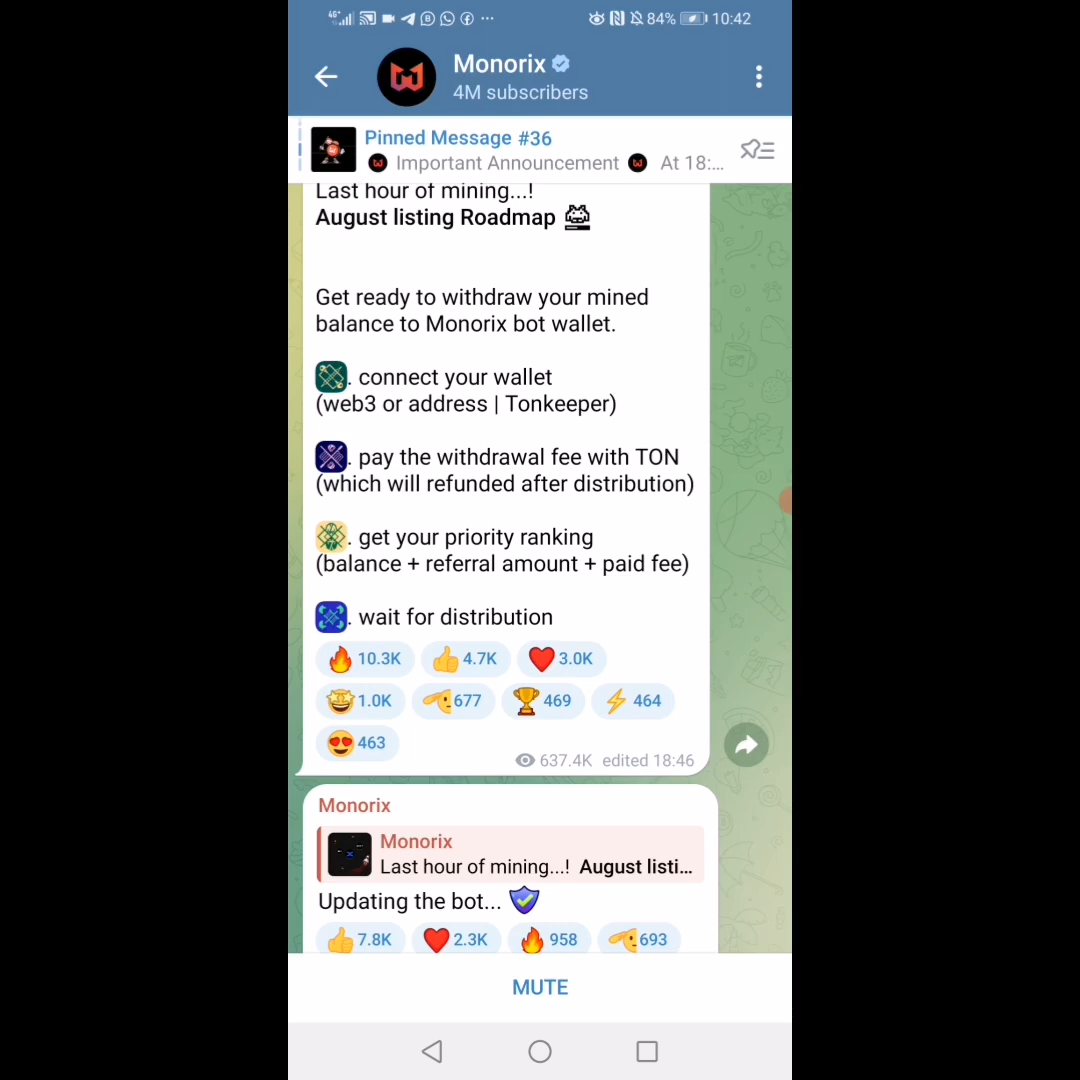 4G 84% 10:42
Monorix
4M subscribers
Pinned Message #36
Important Announcement At 18:...
Last hour of mining...!
August listing Roadmap
Get ready to withdraw your mined
balance to Monorix bot wallet.
. connect your wallet
(web3 or address | Tonkeeper)
. pay the withdrawal fee with TON
(which will refunded after distribution)
. get your priority ranking
(balance + referral amount + paid fee)
. wait for distribution
10.3K 4.7K 3.0K
1.0K 677 469 464
463
637.4K edited 18:46
Monorix
Monorix
Last hour of mining...! August listi...
Updating the bot...
7.8K 2.3K 958 693
MUTE